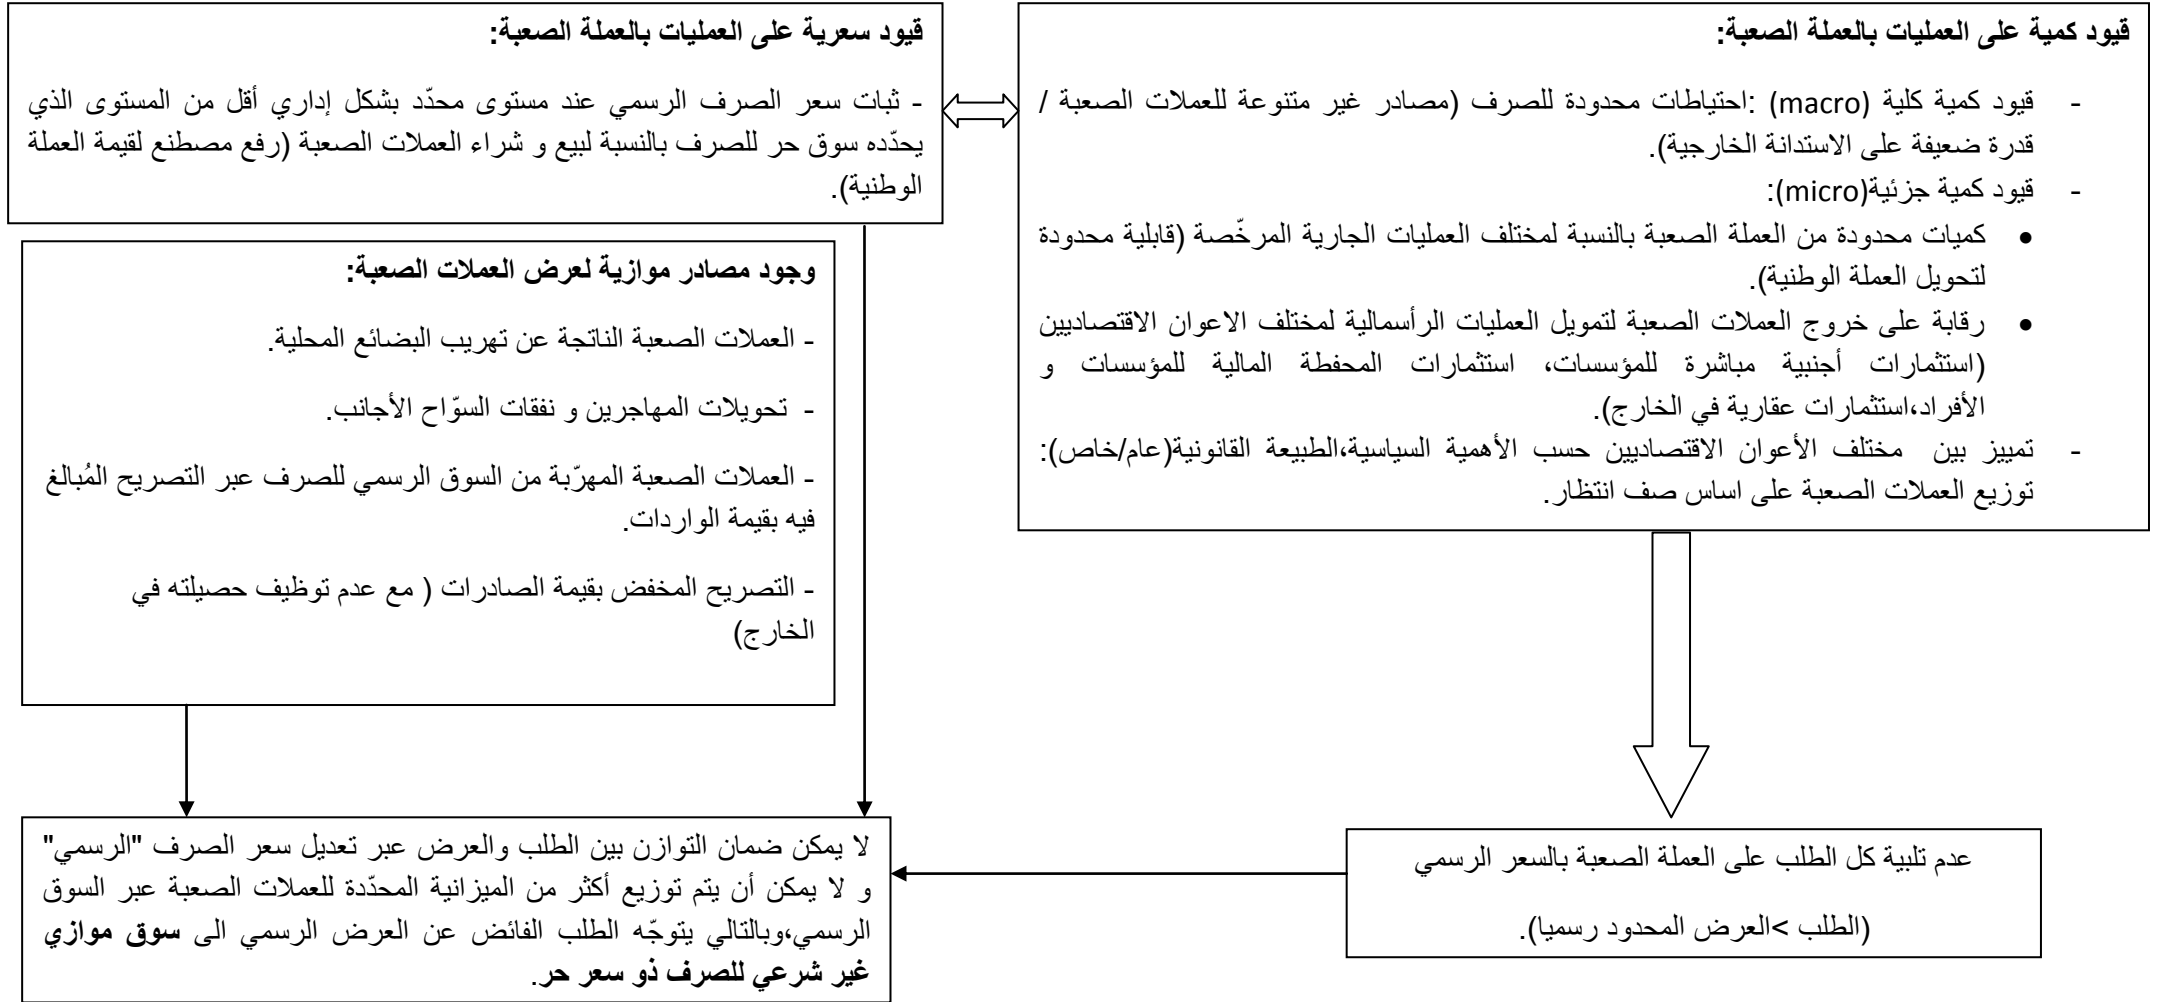 قيود كمية على العمليات بالعملة الصعبة:
- قيود كمية كلية (macro) :احتياطات محدودة للصرف (مصادر غير متنوعة للعملات الصعبة /
قدرة ضعيفة على الاستدانة الخارجية).
- قيود كمية جزئية(micro):
• كميات محدودة من العملة الصعبة بالنسبة لمختلف العمليات الجارية المرخّصة (قابلية محدودة
لتحويل العملة الوطنية).
• رقابة على خروج العملات الصعبة لتمويل العمليات الرأسمالية لمختلف الاعوان الاقتصاديين
(استثمارات أجنبية مباشرة للمؤسسات، استثمارات المحفطة المالية للمؤسسات و
الأفراد،استثمارات عقارية في الخارج).
- تمييز بين مختلف الأعوان الاقتصاديين حسب الأهمية السياسية،الطبيعة القانونية(عام/خاص):
توزيع العملات الصعبة على اساس صف انتظار.
قيود سعرية على العمليات بالعملة الصعبة:
- ثبات سعر الصرف الرسمي عند مستوى محدّد بشكل إداري أقل من المستوى الذي
يحدّده سوق حر للصرف بالنسبة لبيع و شراء العملات الصعبة (رفع مصطنع لقيمة العملة
الوطنية).
وجود مصادر موازية لعرض العملات الصعبة:
- العملات الصعبة الناتجة عن تهريب البضائع المحلية.
- تحويلات المهاجرين و نفقات السوّاح الأجانب.
- العملات الصعبة المهرّبة من السوق الرسمي للصرف عبر التصريح المُبالغ
فيه بقيمة الواردات.
- التصريح المخفض بقيمة الصادرات ( مع عدم توظيف حصيلته في
الخارج)
عدم تلبية كل الطلب على العملة الصعبة بالسعر الرسمي
(الطلب >العرض المحدود رسميا).
لا يمكن ضمان التوازن بين الطلب والعرض عبر تعديل سعر الصرف "الرسمي"
و لا يمكن أن يتم توزيع أكثر من الميزانية المحدّدة للعملات الصعبة عبر السوق
الرسمي،وبالتالي يتوجّه الطلب الفائض عن العرض الرسمي الى سوق موازي
غير شرعي للصرف ذو سعر حر.